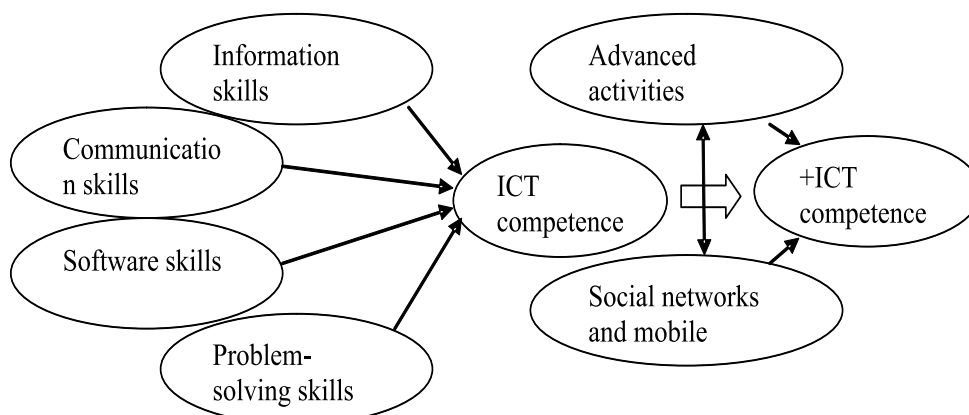 Information
skills
Communicatio
n skills
Software skills
Problem-
solving skills
ICT
competence
Advanced
activities
Social networks
and mobile
+ICT
competence